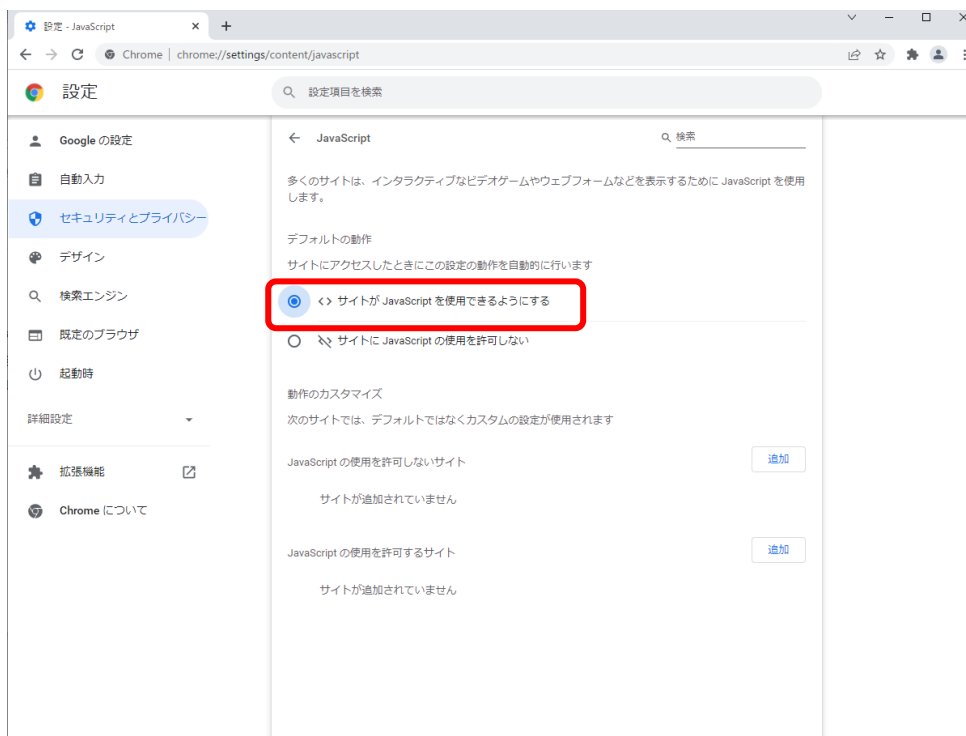 設定 - JavaScript
Chrome | chrome://settings/content/javascript
設定
設定項目を検索
Google の設定
自動入力
セキュリティとプライバシー
デザイン
検索エンジン
既定のブラウザ
起動時
詳細設定
拡張機能
Chrome について
JavaScript
検索
多くのサイトは、インタラクティブなビデオゲームやウェブフォームなどを表示するために JavaScript を使用
します。
デフォルトの動作
サイトにアクセスしたときにこの設定の動作を自動的に行います
サイトが JavaScript を使用できるようにする
サイトに JavaScript の使用を許可しない
動作のカスタマイズ
次のサイトでは、デフォルトではなくカスタムの設定が使用されます
JavaScript の使用を許可しないサイト
追加
サイトが追加されていません
JavaScript の使用を許可するサイト
追加
サイトが追加されていません